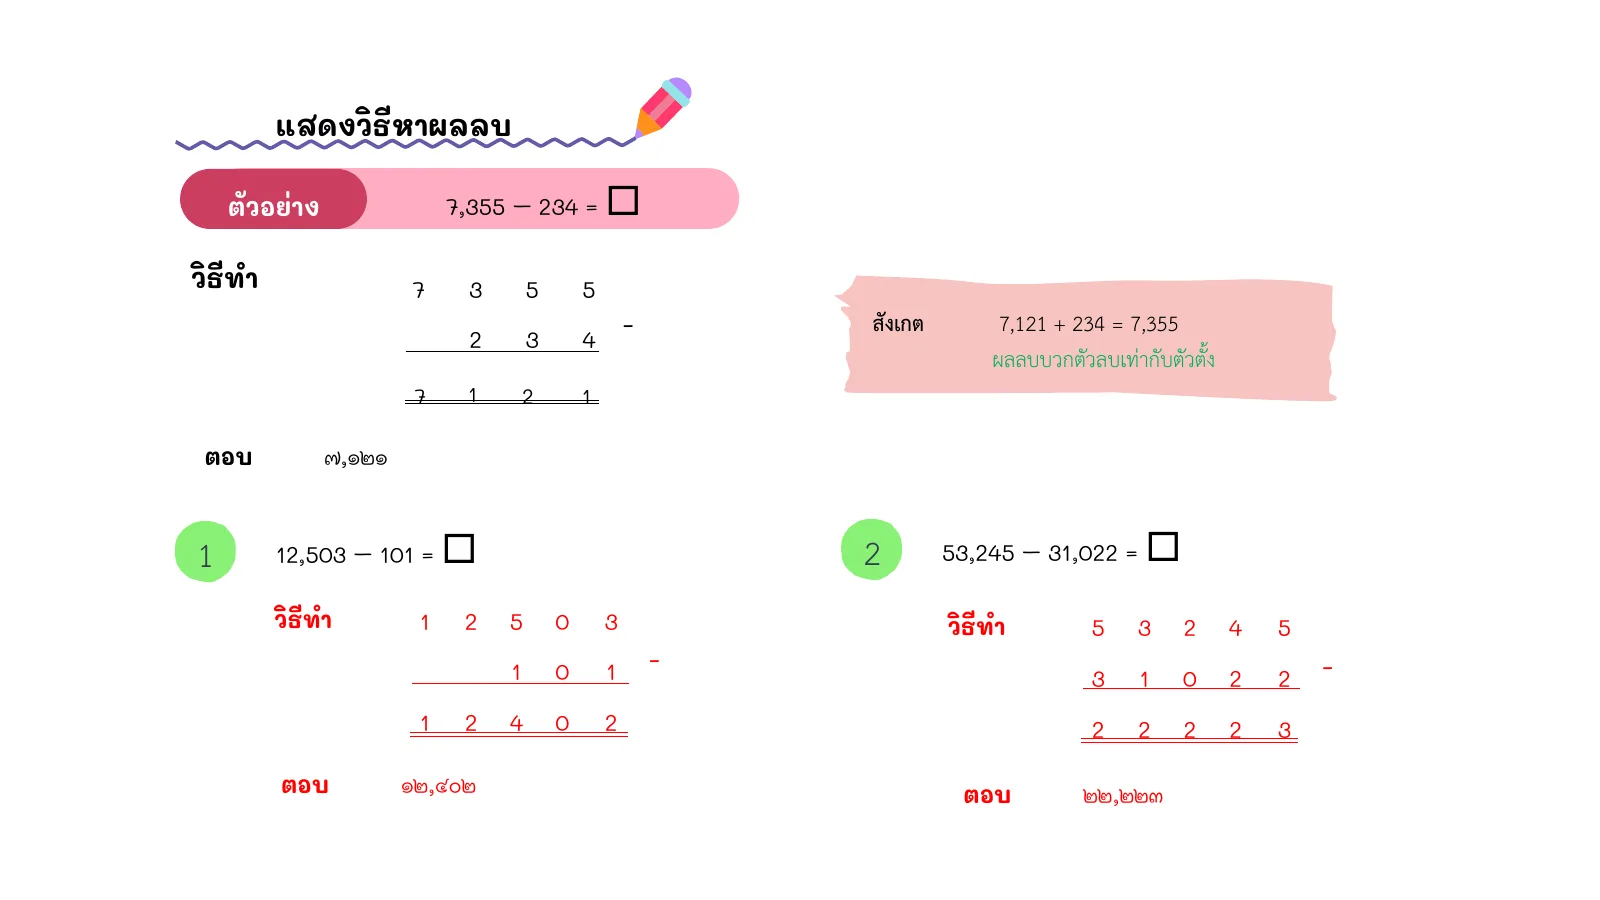 แสดงวิธีหาผลลบ
ตัวอย่าง 7,355 – 234 = □
วิธีทำ 7 3 5 5
2 3 4 -
7 1 2 1
ตอบ ๗,๑๒๑
สังเกต 7,121 + 234 = 7,355
ผลลบบวกตัวลบเท่ากับตัวตั้ง
1 12,503 – 101 = □
วิธีทำ 1 2 5 0 3
1 0 1 -
1 2 4 0 2
ตอบ ๑๒,๔๐๒
2 53,245 – 31,022 = □
วิธีทำ 5 3 2 4 5
3 1 0 2 2 -
2 2 2 2 3
ตอบ ๒๒,๒๒๓